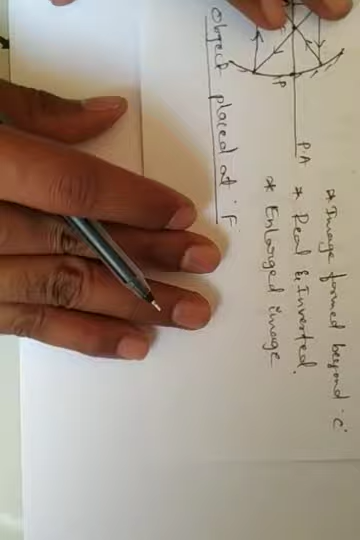 P
P.A
* Image formed beyond 'C'
* Real & Inverted.
* Enlarged image
Object placed at 'F'